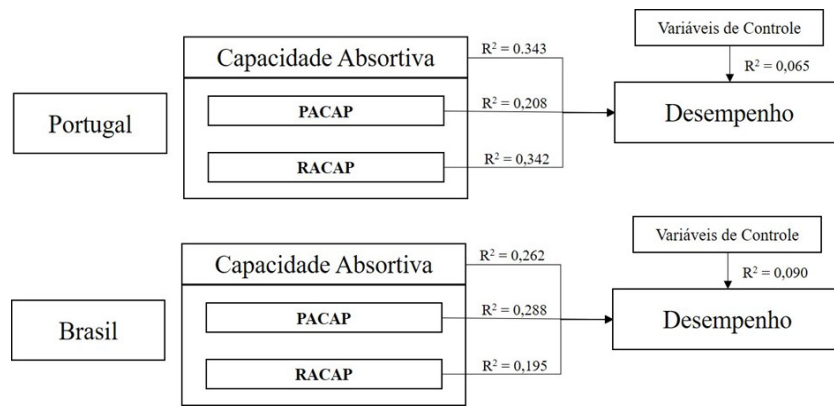 Portugal
Capacidade Absortiva
PACAP
RACAP
R² = 0.343
R² = 0,208
R² = 0,342
Variáveis de Controle
R² = 0,065
Desempenho
Brasil
Capacidade Absortiva
PACAP
RACAP
R² = 0,262
R² = 0,288
R² = 0,195
Variáveis de Controle
R² = 0,090
Desempenho